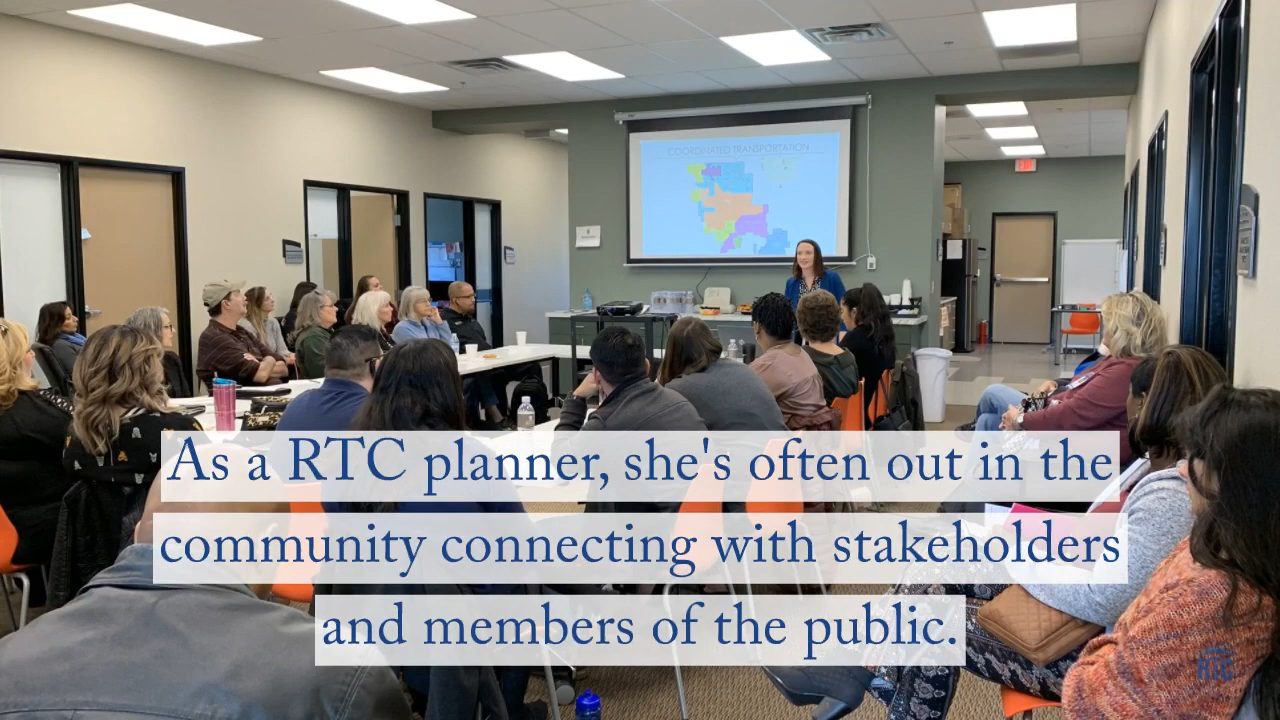 COORDINATED TRANSPORTATION
As a RTC planner, she's often out in the
community connecting with stakeholders
and members of the public.
RTC